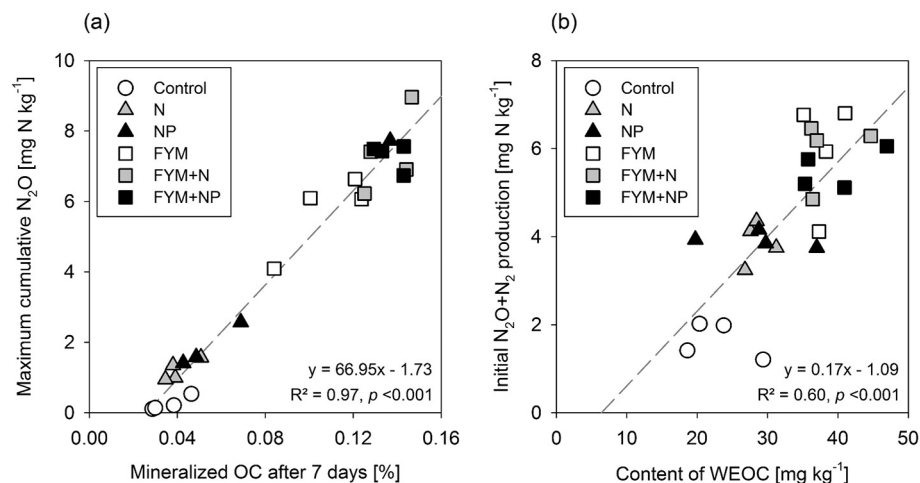 (a)
Maximum cumulative N₂O [mg N kg⁻¹]
10
8
6
4
2
0
Control
N
NP
FYM
FYM+N
FYM+NP
y = 66.95x - 1.73
R² = 0.97, p <0.001
0.00 0.04 0.08 0.12 0.16
Mineralized OC after 7 days [%]
(b)
Initial N₂O+N₂ production [mg N kg⁻¹]
8
6
4
2
0
Control
N
NP
FYM
FYM+N
FYM+NP
y = 0.17x - 1.09
R² = 0.60, p <0.001
0 10 20 30 40 50
Content of WEOC [mg kg⁻¹]